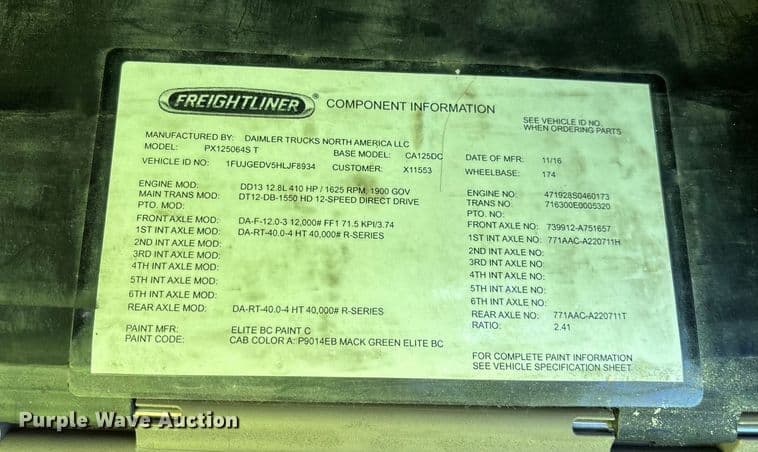 FREIGHTLINER COMPONENT INFORMATION
SEE VEHICLE ID NO.
WHEN ORDERING PARTS
MANUFACTURED BY: DAIMLER TRUCKS NORTH AMERICA LLC
MODEL: PX125064S T BASE MODEL: CA125DC DATE OF MFR: 11/16
VEHICLE ID NO: 1FUJGEDV5HLJF8934 CUSTOMER: X11553 WHEELBASE: 174
ENGINE MOD: DD13 12.8L 410 HP / 1625 RPM, 1900 GOV ENGINE NO: 471928S0460173
MAIN TRANS MOD: DT12-DB-1550 HD 12-SPEED DIRECT DRIVE TRANS NO: 716300E0005320
PTO. MOD: PTO. NO:
FRONT AXLE MOD: DA-F-12.0-3 12,000# FF1 71.5 KPI/3.74 FRONT AXLE NO: 739912-A751657
1ST INT AXLE MOD: DA-RT-40.0-4 HT 40,000# R-SERIES 1ST INT AXLE NO: 771AAC-A220711H
2ND INT AXLE MOD: 2ND INT AXLE NO:
3RD INT AXLE MOD: 3RD INT AXLE NO:
4TH INT AXLE MOD: 4TH INT AXLE NO:
5TH INT AXLE MOD: 5TH INT AXLE NO:
6TH INT AXLE MOD: 6TH INT AXLE NO:
REAR AXLE MOD: DA-RT-40.0-4 HT 40,000# R-SERIES REAR AXLE NO: 771AAC-A220711T
RATIO: 2.41
PAINT MFR: ELITE BC PAINT C
PAINT CODE: CAB COLOR A: P9014EB MACK GREEN ELITE BC
FOR COMPLETE PAINT INFORMATION
SEE VEHICLE SPECIFICATION SHEET
Purple Wave Auction